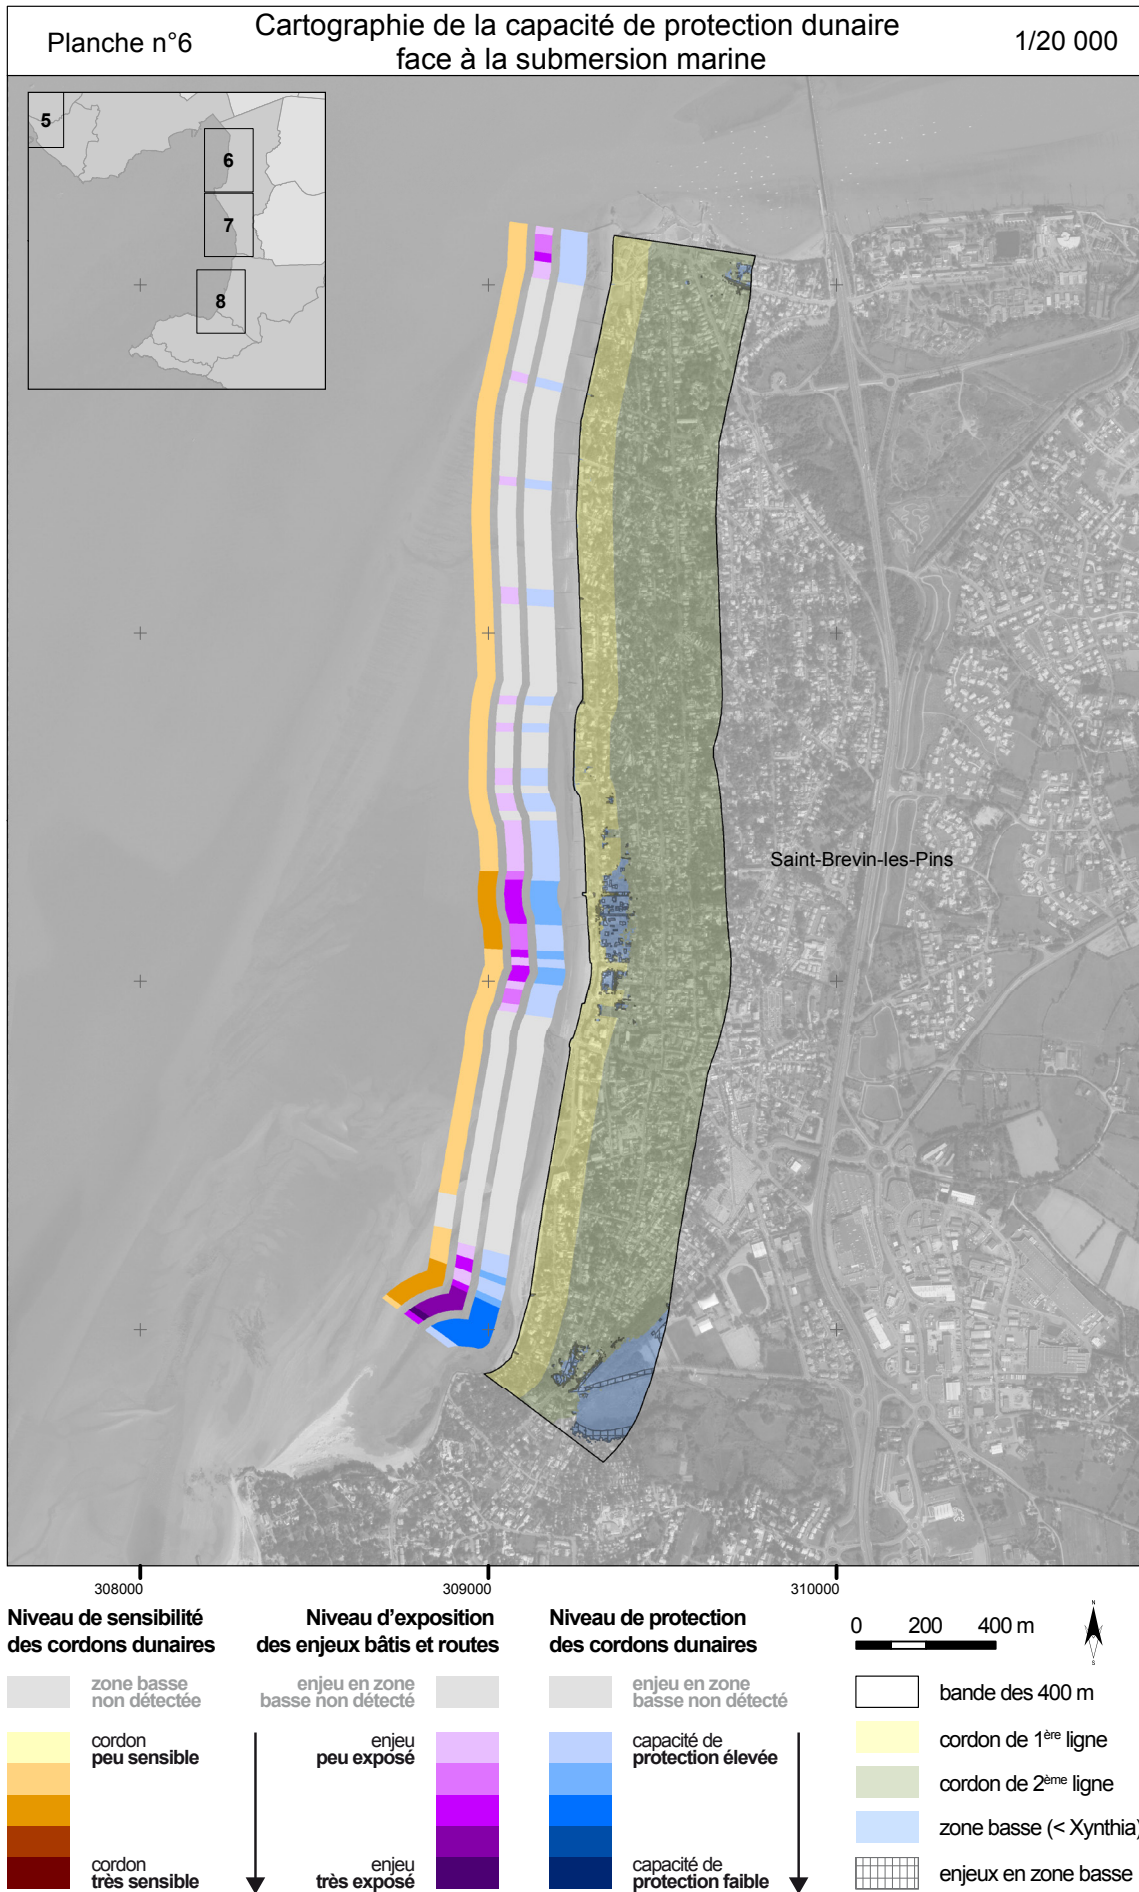 Planche n°6
Cartographie de la capacité de protection dunaire
face à la submersion marine
1/20 000
5
6
7
8
Saint-Brevin-les-Pins
308000
309000
310000
Niveau de sensibilité
des cordons dunaires
zone basse
non détectée
cordon
peu sensible
cordon
très sensible
Niveau d'exposition
des enjeux bâtis et routes
enjeu en zone
basse non détecté
enjeu
peu exposé
enjeu
très exposé
Niveau de protection
des cordons dunaires
enjeu en zone
basse non détecté
capacité de
protection élevée
capacité de
protection faible
0 200 400 m
N
S
bande des 400 m
cordon de 1ère ligne
cordon de 2ème ligne
zone basse (< Xynthia)
enjeux en zone basse